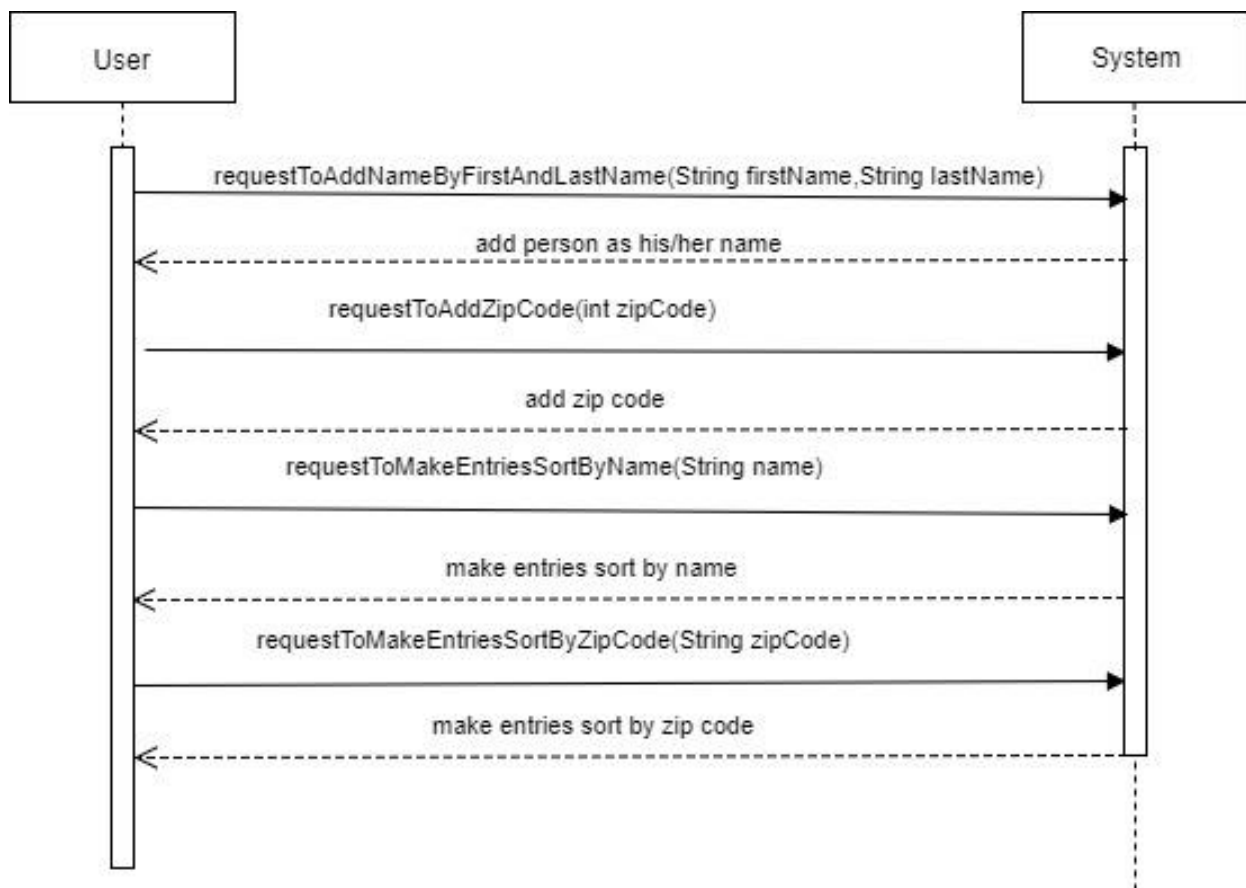 User
System
requestToAddNameByFirstAndLastName(String firstName,String lastName)
add person as his/her name
requestToAddZipCode(int zipCode)
add zip code
requestToMakeEntriesSortByName(String name)
make entries sort by name
requestToMakeEntriesSortByZipCode(String zipCode)
make entries sort by zip code